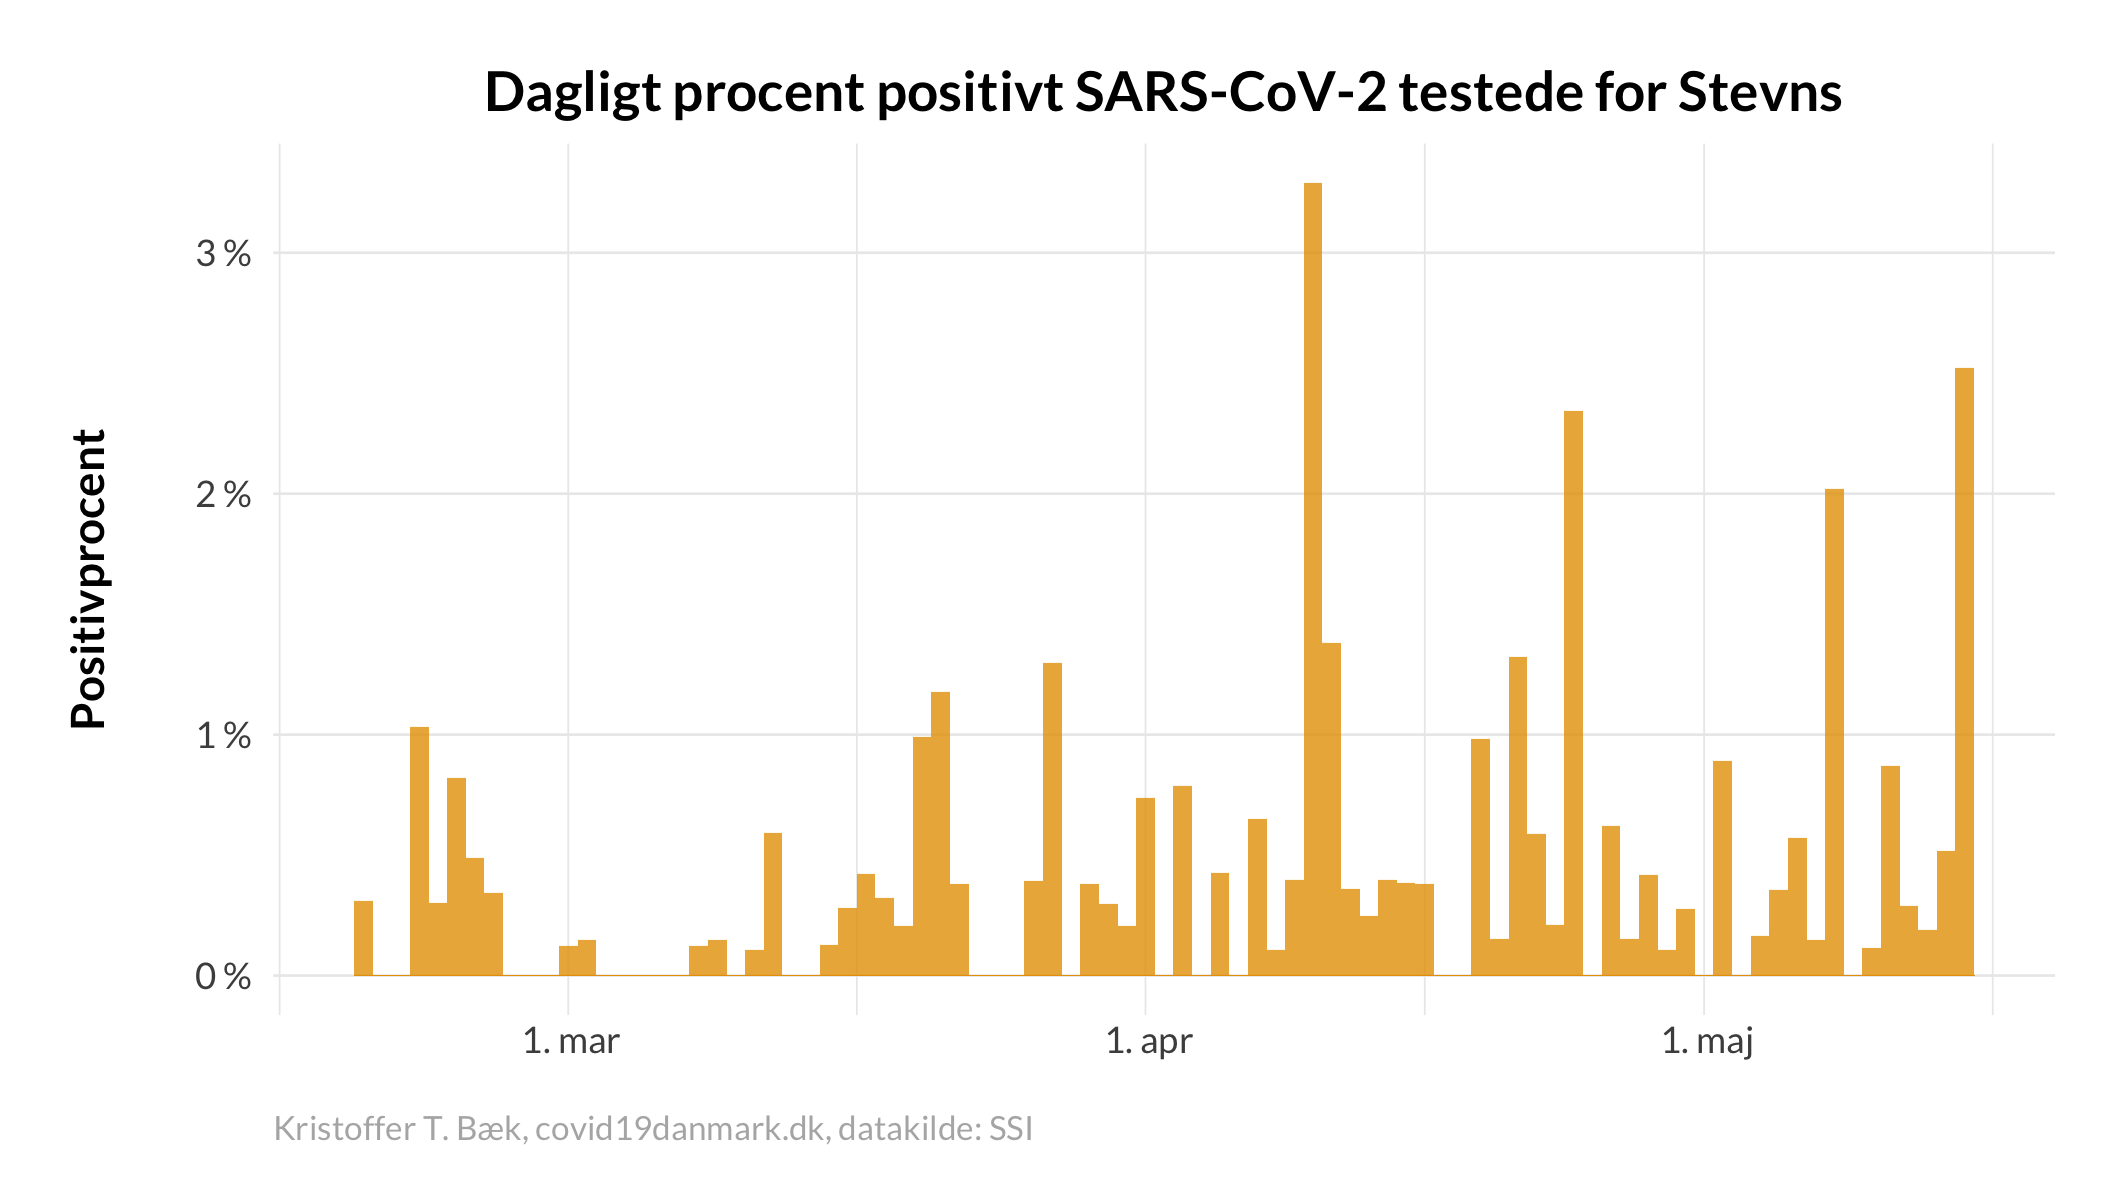 Dagligt procent positivt SARS-CoV-2 testede for Stevns
Positivprocent
3 %
2 %
1 %
0 %
1. mar
1. apr
1. maj
Kristoffer T. Bæk, covid19danmark.dk, datakilde: SSI